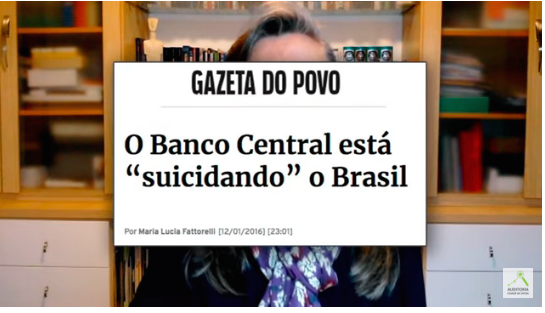 GAZETA DO POVO
O Banco Central está
“suicidando” o Brasil
Por Maria Lucia Fattorelli [12/01/2016] [23:01]
AUDITORIA